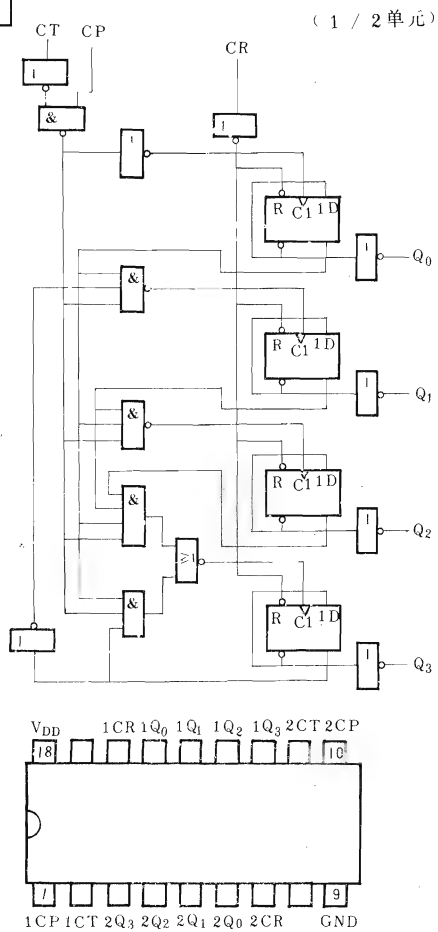 (1/2单元)
CT CP
CR
1
&
1
1
R C1 1D
1
Q₀
&
R C1 1D
1
Q₁
&
R C1 1D
1
Q₂
&
≥1
&
R C1 1D
1
1
Q₃
V_DD 1CR 1Q₀ 1Q₁ 1Q₂ 1Q₃ 2CT 2CP
18 10
1 9
1CP 1CT 2Q₃ 2Q₂ 2Q₁ 2Q₀ 2CR GND